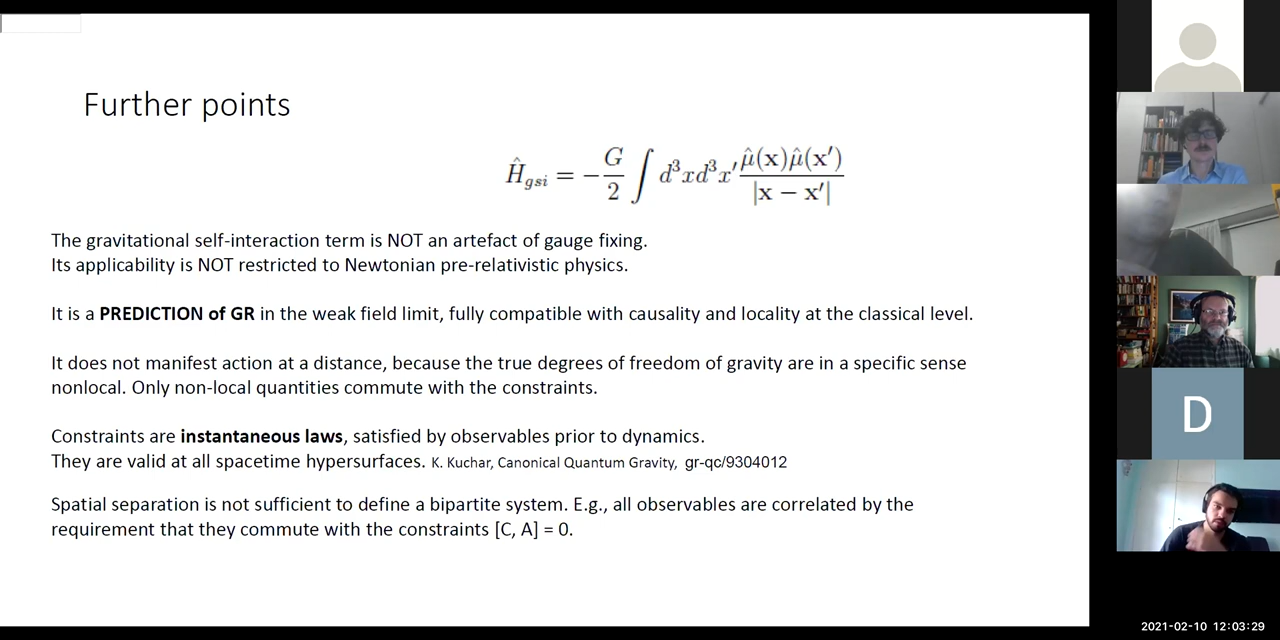 Further points
Ĥ_gsi = −G/2 ∫ d³xd³x′ μ̂(x)μ̂(x′)/|x − x′|
The gravitational self-interaction term is NOT an artefact of gauge fixing.
Its applicability is NOT restricted to Newtonian pre-relativistic physics.
It is a PREDICTION of GR in the weak field limit, fully compatible with causality and locality at the classical level.
It does not manifest action at a distance, because the true degrees of freedom of gravity are in a specific sense
nonlocal. Only non-local quantities commute with the constraints.
Constraints are instantaneous laws, satisfied by observables prior to dynamics.
They are valid at all spacetime hypersurfaces. K. Kuchar, Canonical Quantum Gravity, gr-qc/9304012
Spatial separation is not sufficient to define a bipartite system. E.g., all observables are correlated by the
requirement that they commute with the constraints [C, A] = 0.
D
2021-02-10 12:03:29